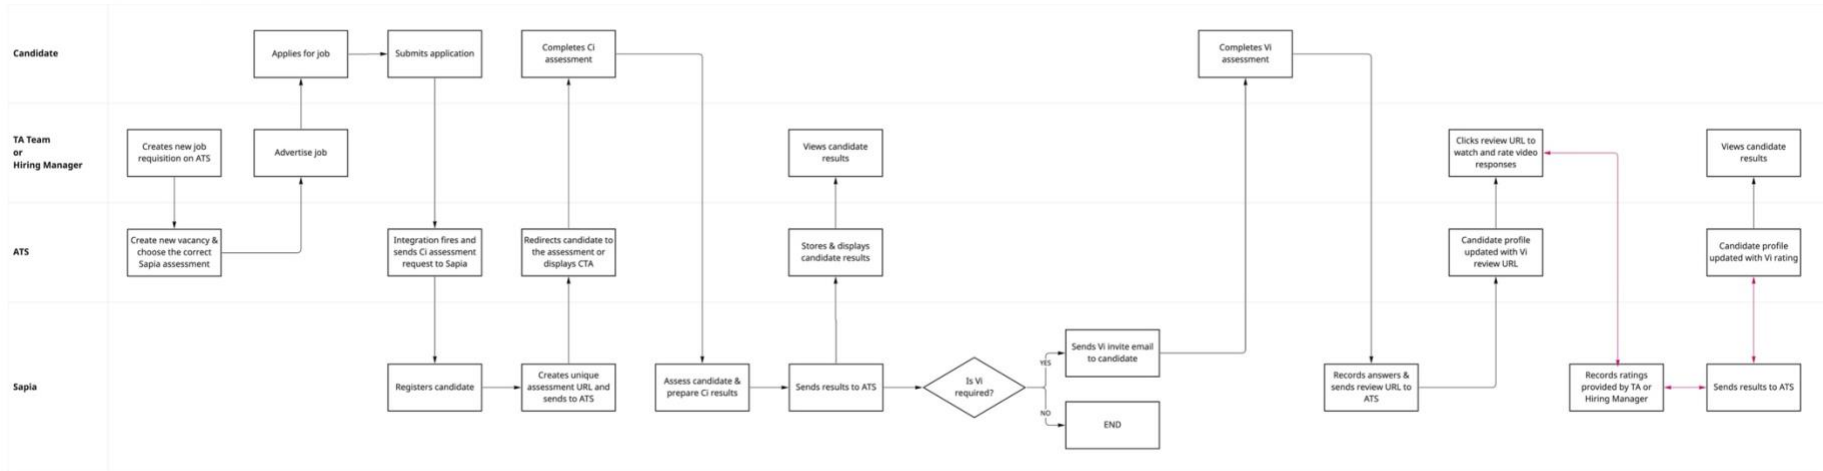 Candidate
Applies for job
Submits application
Completes Ci
assessment
Completes Vi
assessment
TA Team
or
Hiring Manager
Creates new job
requisition on ATS
Advertise job
Views candidate
results
Clicks review URL to
watch and rate video
responses
Views candidate
results
ATS
Create new vacancy &
choose the correct
Sapia assessment
Integration fires and
sends Ci assessment
request to Sapia
Redirects candidate to
the assessment or
displays CTA
Stores & displays
candidate results
Candidate profile
updated with Vi
review URL
Candidate profile
updated with Vi rating
Sapia
Registers candidate
Creates unique
assessment URL and
sends to ATS
Assess candidate &
prepare Ci results
Sends results to ATS
Is Vi
required?
YES
NO
Sends Vi invite email
to candidate
END
Records answers &
sends review URL to
ATS
Records ratings
provided by TA or
Hiring Manager
Sends results to ATS